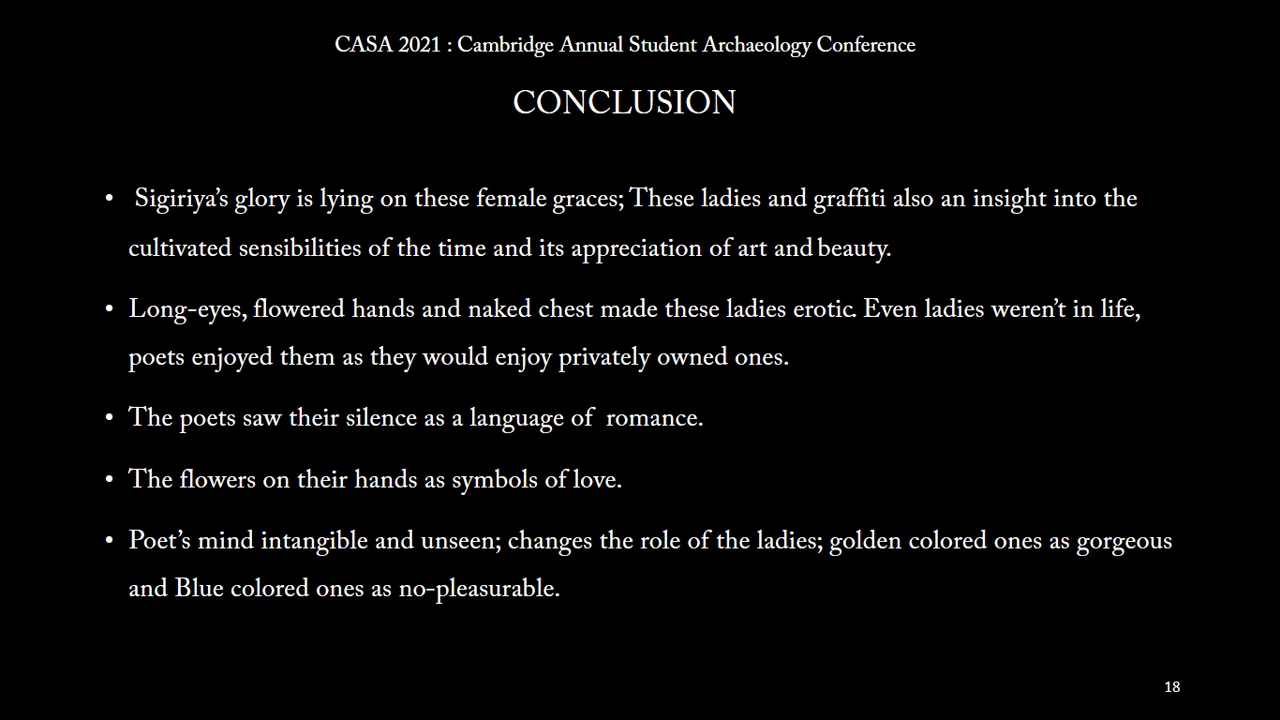 CASA 2021 : Cambridge Annual Student Archaeology Conference
CONCLUSION
• Sigiriya's glory is lying on these female graces; These ladies and graffiti also an insight into the
cultivated sensibilities of the time and its appreciation of art and beauty.
• Long-eyes, flowered hands and naked chest made these ladies erotic. Even ladies weren't in life,
poets enjoyed them as they would enjoy privately owned ones.
• The poets saw their silence as a language of romance.
• The flowers on their hands as symbols of love.
• Poet's mind intangible and unseen; changes the role of the ladies; golden colored ones as gorgeous
and Blue colored ones as no-pleasurable.
18